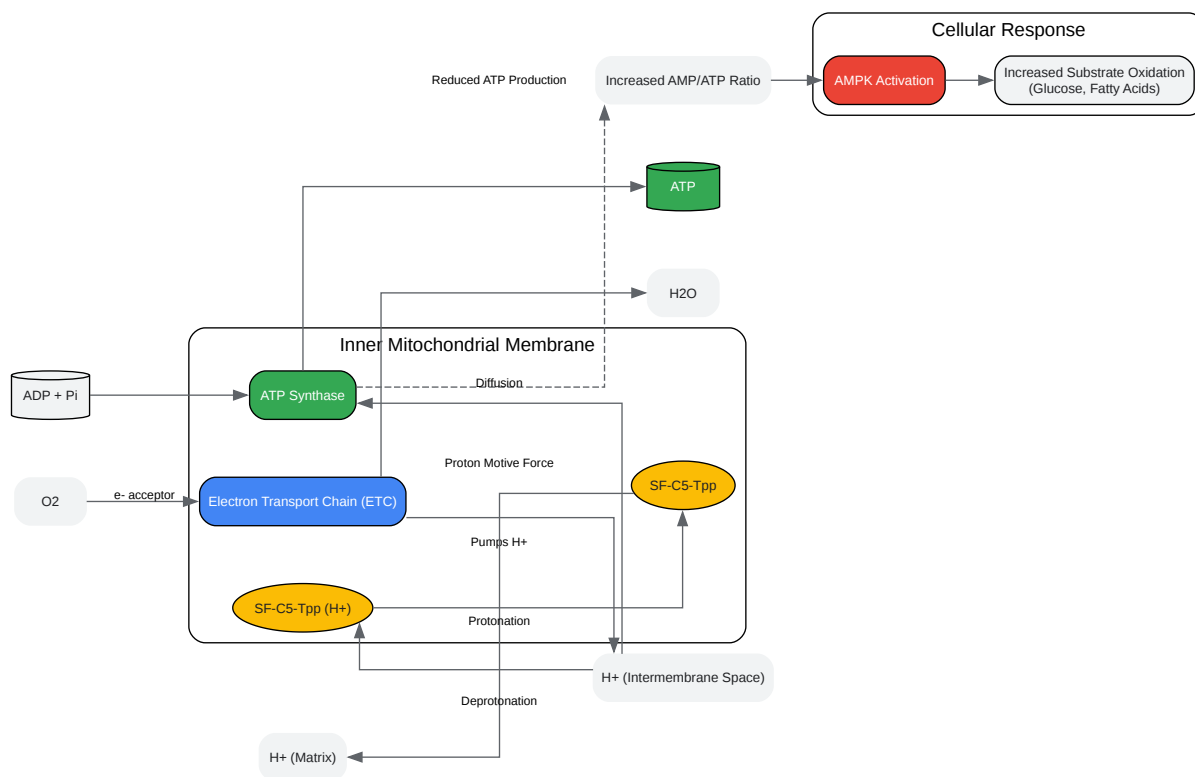 Cellular Response
Reduced ATP Production
Increased AMP/ATP Ratio
AMPK Activation
Increased Substrate Oxidation
(Glucose, Fatty Acids)
ATP
H2O
Inner Mitochondrial Membrane
ADP + Pi
ATP Synthase
Diffusion
Proton Motive Force
SF-C5-Tpp
O2
e- acceptor
Electron Transport Chain (ETC)
Pumps H+
SF-C5-Tpp (H+)
Protonation
H+ (Intermembrane Space)
Deprotonation
H+ (Matrix)